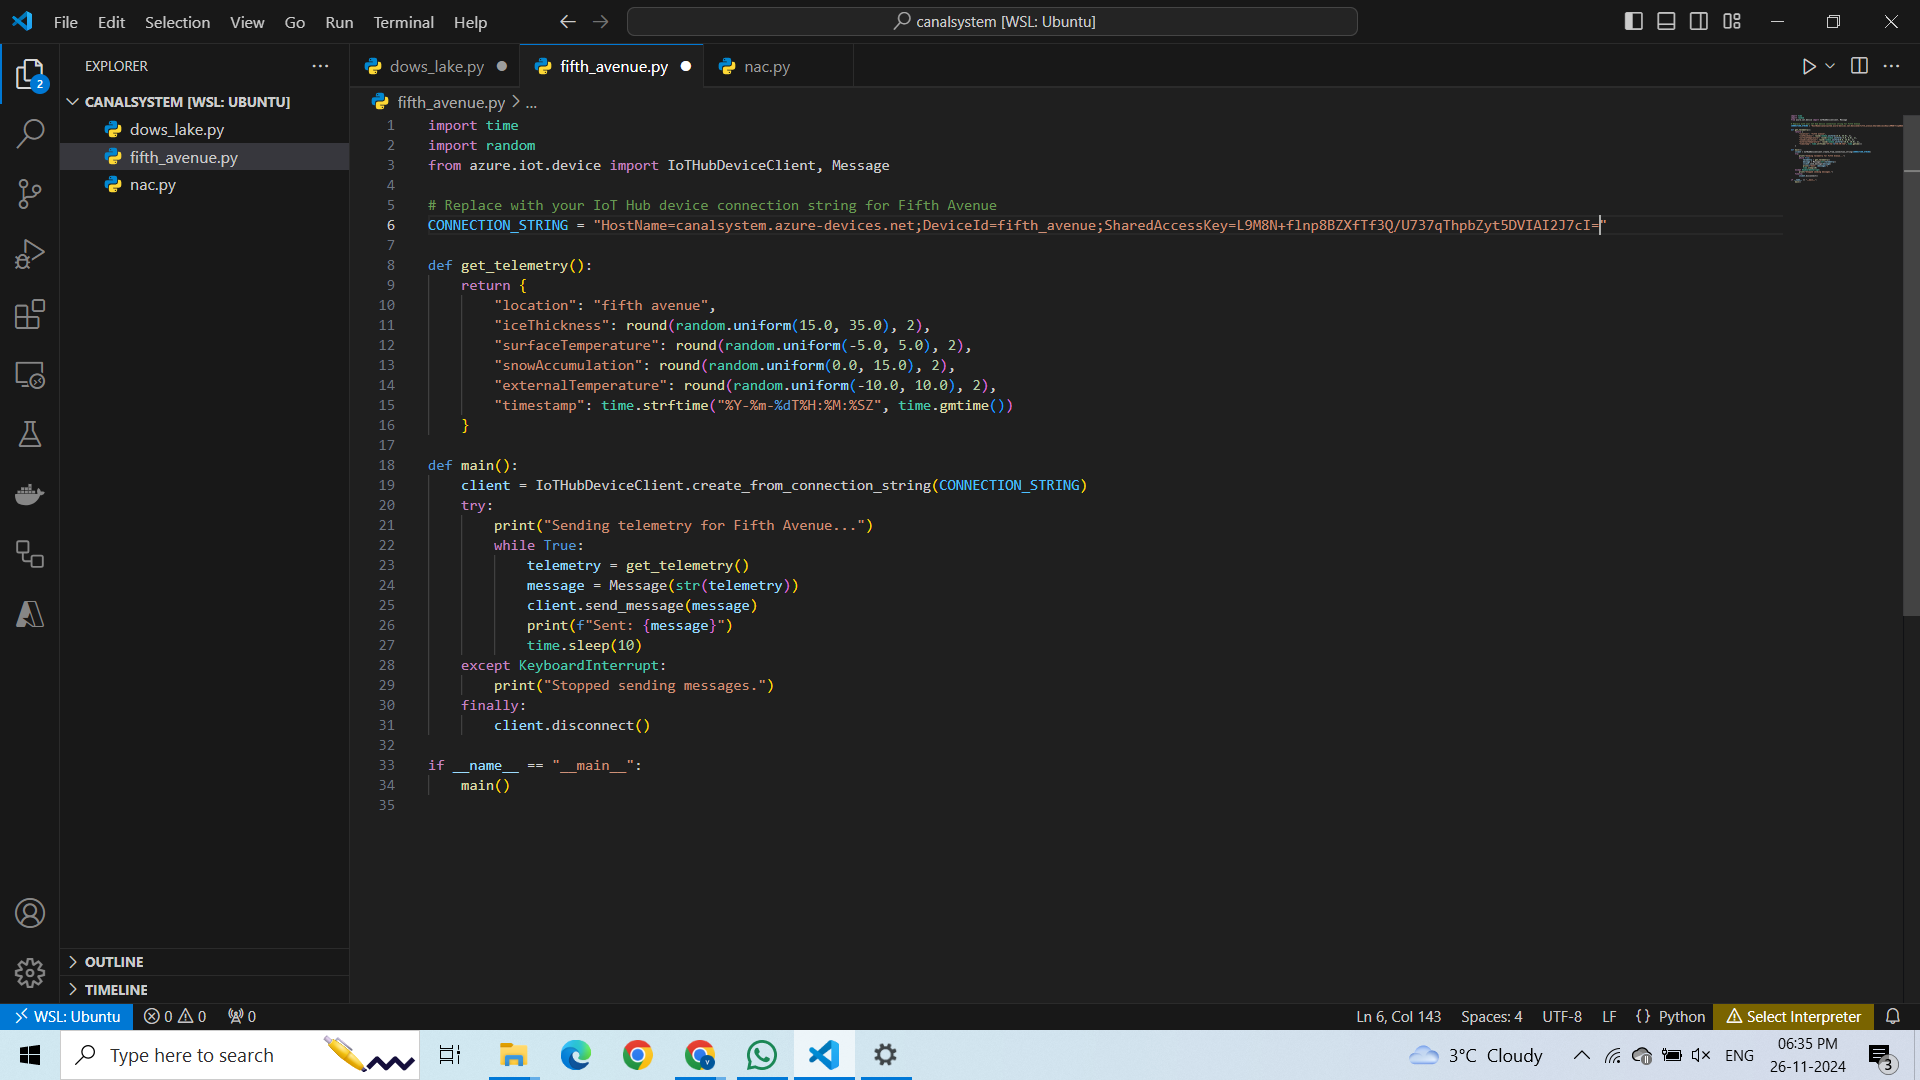 File Edit Selection View Go Run Terminal Help
canalsystem [WSL: Ubuntu]
EXPLORER
dows_lake.py
fifth_avenue.py
nac.py
CANALSYSTEM [WSL: UBUNTU]
dows_lake.py
fifth_avenue.py
nac.py
2
fifth_avenue.py > ...
1 import time
2 import random
3 from azure.iot.device import IoTHubDeviceClient, Message
4
5 # Replace with your IoT Hub device connection string for Fifth Avenue
6 CONNECTION_STRING = "HostName=canalsystem.azure-devices.net;DeviceId=fifth_avenue;SharedAccessKey=L9M8N+flnp8BZXfTf3Q/U737qThpbZyt5DVIAI2J7cI="
7
8 def get_telemetry():
9 return {
10 "location": "fifth avenue",
11 "iceThickness": round(random.uniform(15.0, 35.0), 2),
12 "surfaceTemperature": round(random.uniform(-5.0, 5.0), 2),
13 "snowAccumulation": round(random.uniform(0.0, 15.0), 2),
14 "externalTemperature": round(random.uniform(-10.0, 10.0), 2),
15 "timestamp": time.strftime("%Y-%m-%dT%H:%M:%SZ", time.gmtime())
16 }
17
18 def main():
19 client = IoTHubDeviceClient.create_from_connection_string(CONNECTION_STRING)
20 try:
21 print("Sending telemetry for Fifth Avenue...")
22 while True:
23 telemetry = get_telemetry()
24 message = Message(str(telemetry))
25 client.send_message(message)
26 print(f"Sent: {message}")
27 time.sleep(10)
28 except KeyboardInterrupt:
29 print("Stopped sending messages.")
30 finally:
31 client.disconnect()
32
33 if __name__ == "__main__":
34 main()
35
OUTLINE
TIMELINE
WSL: Ubuntu 0 0 0
Ln 6, Col 143 Spaces: 4 UTF-8 LF {} Python Select Interpreter
Type here to search
3°C Cloudy
ENG
06:35 PM
26-11-2024
3